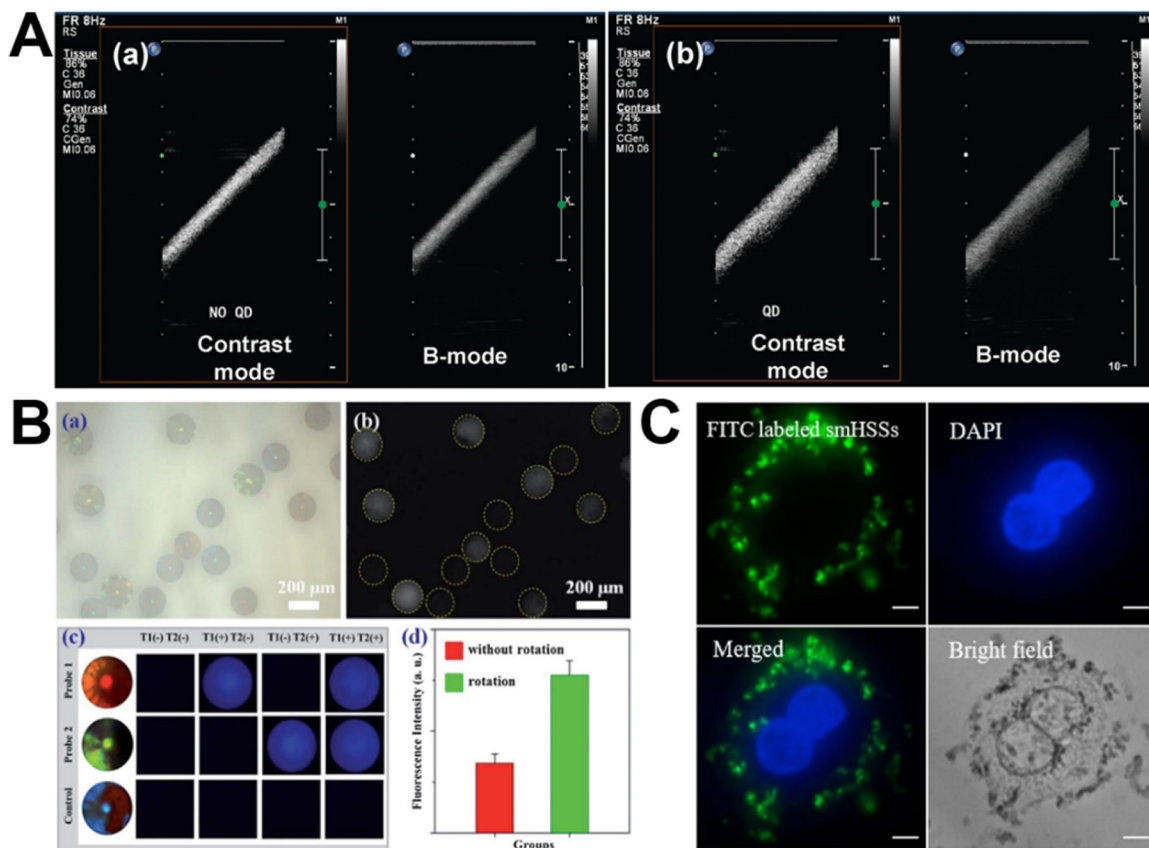 A
FR 8Hz
M1
RS
(a)
P
Tissue
86%
C 36
Gen
MI0.06
Contrast
74%
C 36
CGen
MI0.06
X
NO QD
Contrast
mode
B-mode
10
FR 8Hz
M1
RS
(b)
P
Tissue
86%
C 36
Gen
MI0.06
Contrast
74%
C 36
CGen
MI0.06
X
QD
Contrast
mode
B-mode
10
B
(a)
200 μm
(b)
200 μm
(c)
T1(-) T2(-)
T1(+) T2(-)
T1(-) T2(+)
T1(+) T2(+)
Probe 1
Probe 2
Control
(d)
Fluorescence Intensity (a. u.)
without rotation
rotation
Groups
C
FITC labeled smHSSs
DAPI
Merged
Bright field